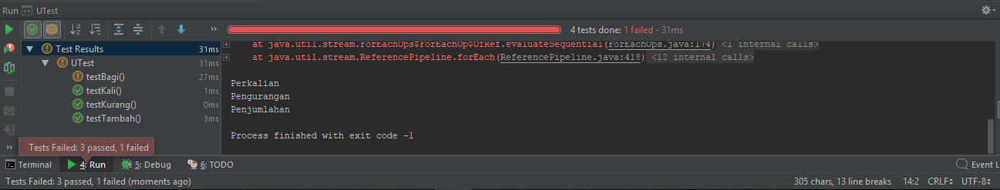 Run UTest
4 tests done: 1 failed - 31ms
Test Results 31ms
UTest 31ms
testBagi() 27ms
testKali() 1ms
testKurang() 0ms
testTambah() 3ms
at java.util.stream.ForEachOps$ForEachOp$OfRef.evaluateSequential(ForEachOps.java:174) <1 internal calls>
at java.util.stream.ReferencePipeline.forEach(ReferencePipeline.java:418) <12 internal calls>
Perkalian
Pengurangan
Penjumlahan
Process finished with exit code -1
Tests Failed: 3 passed, 1 failed
Terminal 4: Run 5: Debug 6: TODO Event L
Tests Failed: 3 passed, 1 failed (moments ago) 305 chars, 13 line breaks 14:2 CRLF UTF-8